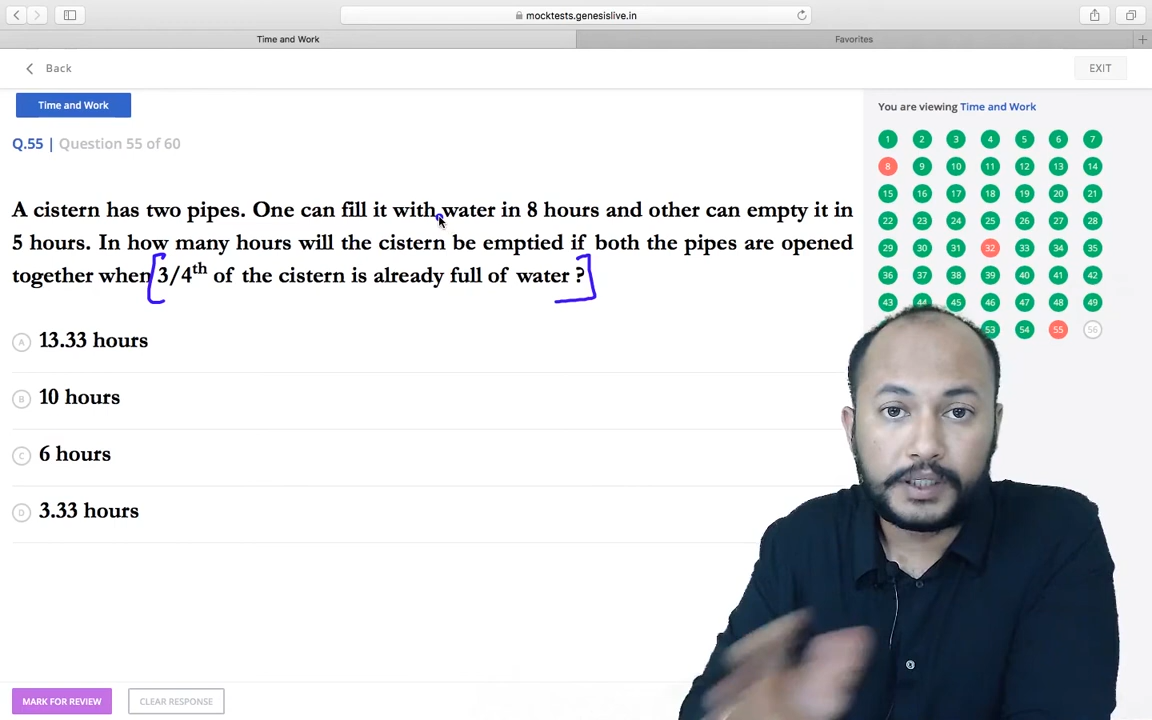 mocktests.genesislive.in
Time and Work
Favorites
Back
EXIT
Time and Work
Q.55 | Question 55 of 60
You are viewing Time and Work
A cistern has two pipes. One can fill it with water in 8 hours and other can empty it in
5 hours. In how many hours will the cistern be emptied if both the pipes are opened
together when 3/4th of the cistern is already full of water ?
A 13.33 hours
B 10 hours
C 6 hours
D 3.33 hours
1 2 3 4 5 6 7
8 9 10 11 12 13 14
15 16 17 18 19 20 21
22 23 24 25 26 27 28
29 30 31 32 33 34 35
36 37 38 39 40 41 42
43 44 45 46 47 48 49
53 54 55 56
MARK FOR REVIEW
CLEAR RESPONSE